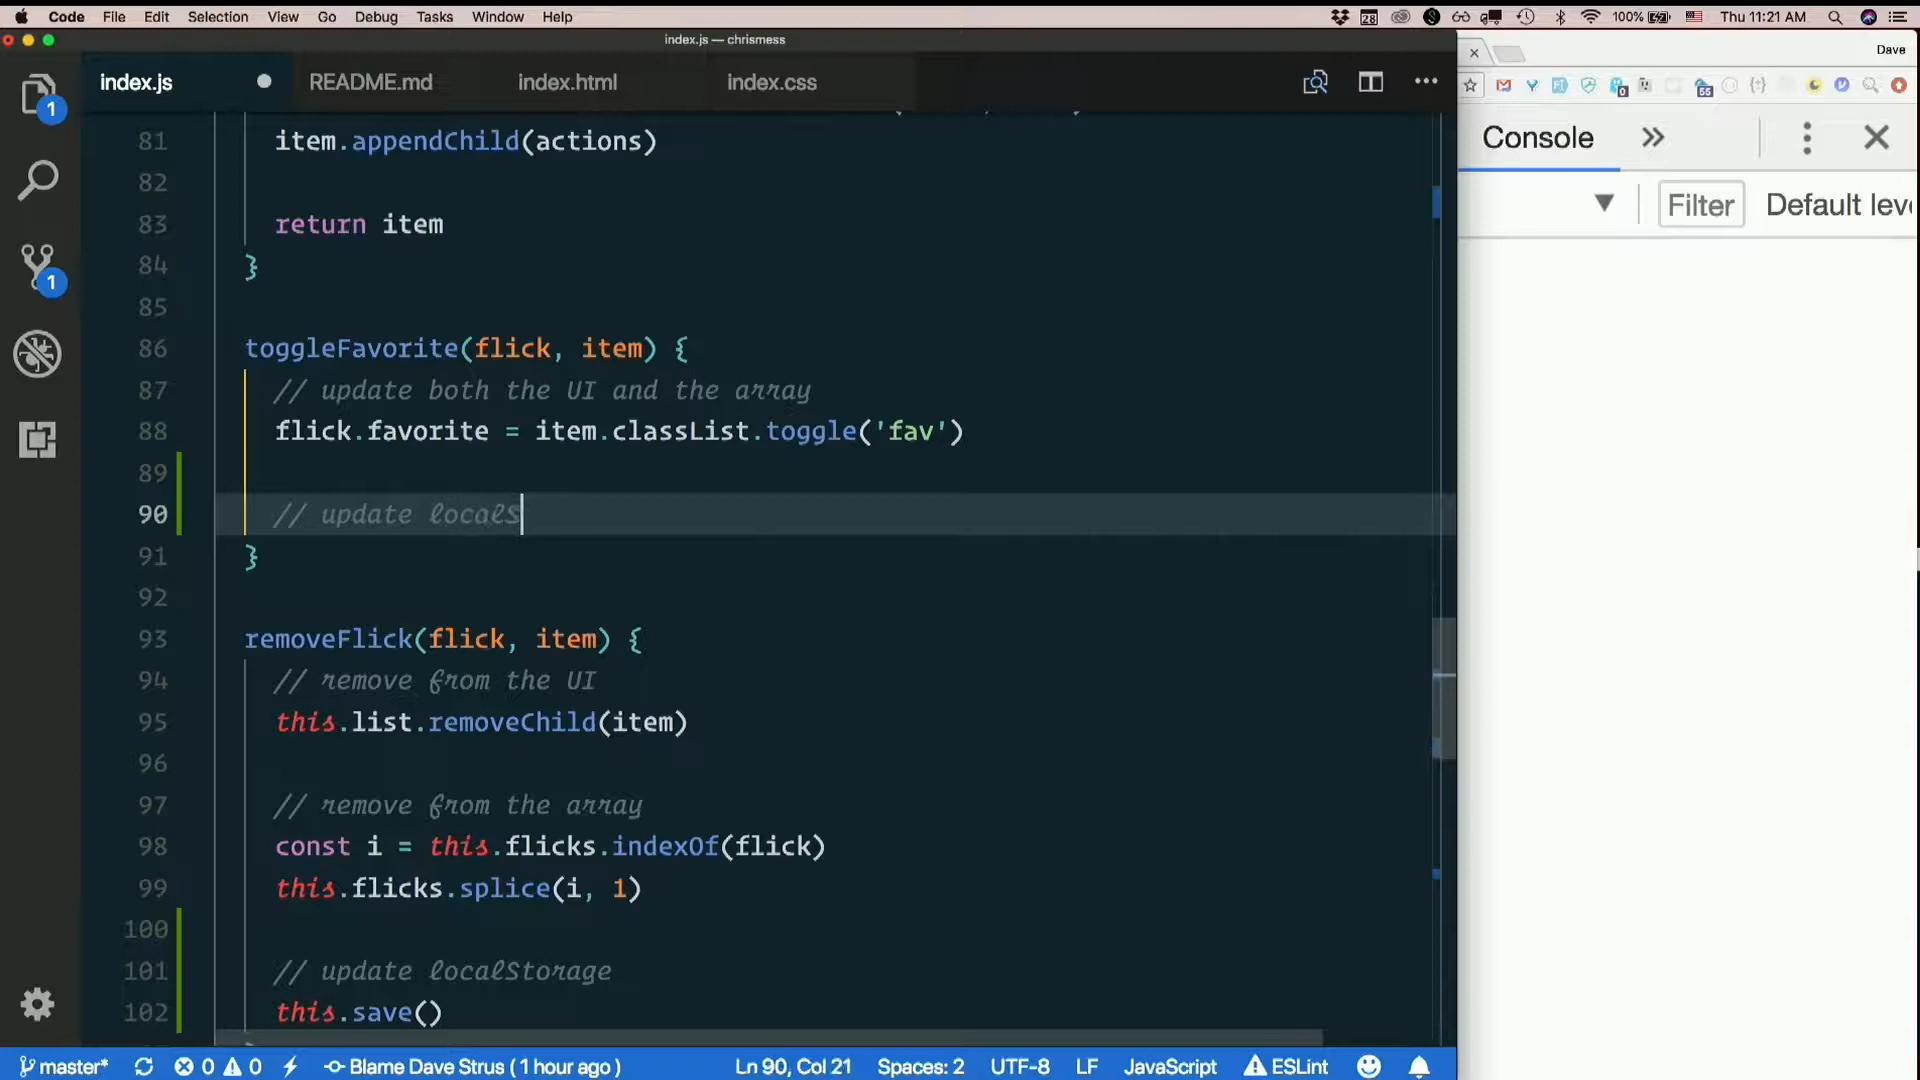 Code File Edit Selection View Go Debug Tasks Window Help
28 100% Thu 11:21 AM
index.js — chrismess
Dave
index.js README.md index.html index.css
0 55
1
1
Console
Filter Default leve
81 item.appendChild(actions)
82
83 return item
84 }
85
86 toggleFavorite(flick, item) {
87 // update both the UI and the array
88 flick.favorite = item.classList.toggle('fav')
89
90 // update localS
91 }
92
93 removeFlick(flick, item) {
94 // remove from the UI
95 this.list.removeChild(item)
96
97 // remove from the array
98 const i = this.flicks.indexOf(flick)
99 this.flicks.splice(i, 1)
100
101 // update localStorage
102 this.save()
master* 0 0 Blame Dave Strus ( 1 hour ago ) Ln 90, Col 21 Spaces: 2 UTF-8 LF JavaScript ESLint